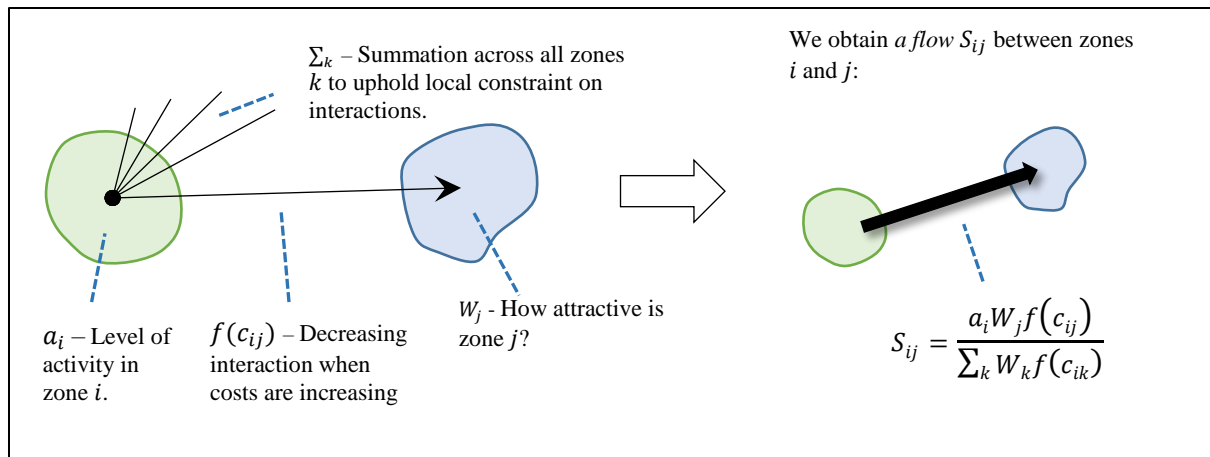 ∑ₖ – Summation across all zones
𝑘 to uphold local constraint on
interactions.
We obtain a flow 𝑆ᵢⱼ between zones
𝑖 and 𝑗:
𝑎ᵢ – Level of
activity in
zone 𝑖.
𝑓(𝑐ᵢⱼ) – Decreasing
interaction when
costs are increasing
𝑊ⱼ - How attractive is
zone 𝑗?
𝑆ᵢⱼ = 𝑎ᵢ𝑊ⱼ𝑓(𝑐ᵢⱼ) / ∑ₖ 𝑊ₖ𝑓(𝑐ᵢₖ)